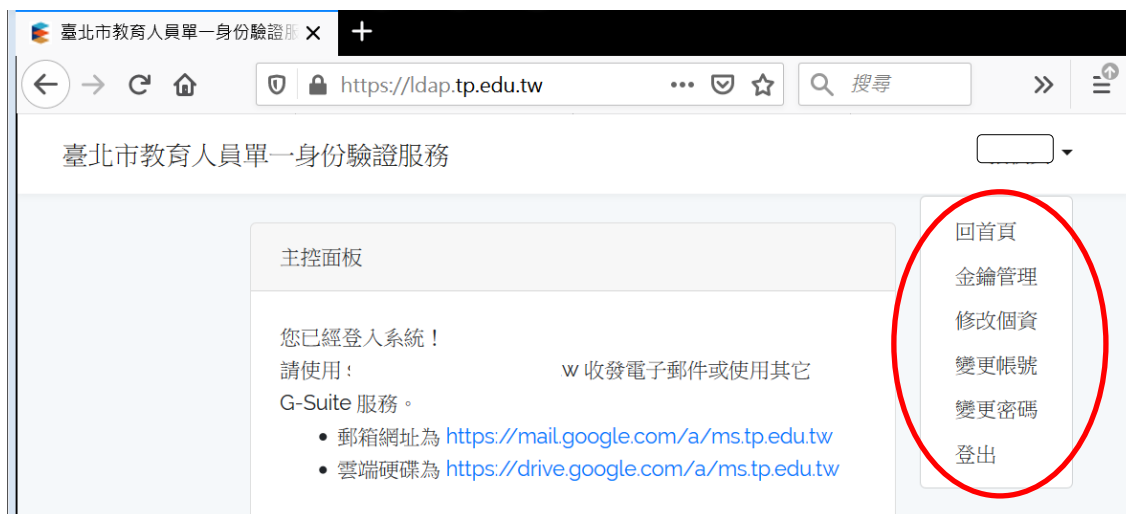 臺北市教育人員單一身份驗證服
https://ldap.tp.edu.tw
搜尋
臺北市教育人員單一身份驗證服務
回首頁
金鑰管理
修改個資
變更帳號
變更密碼
登出
主控面板
您已經登入系統！
請使用 w 收發電子郵件或使用其它
G-Suite 服務。
郵箱網址為 https://mail.google.com/a/ms.tp.edu.tw
雲端硬碟為 https://drive.google.com/a/ms.tp.edu.tw